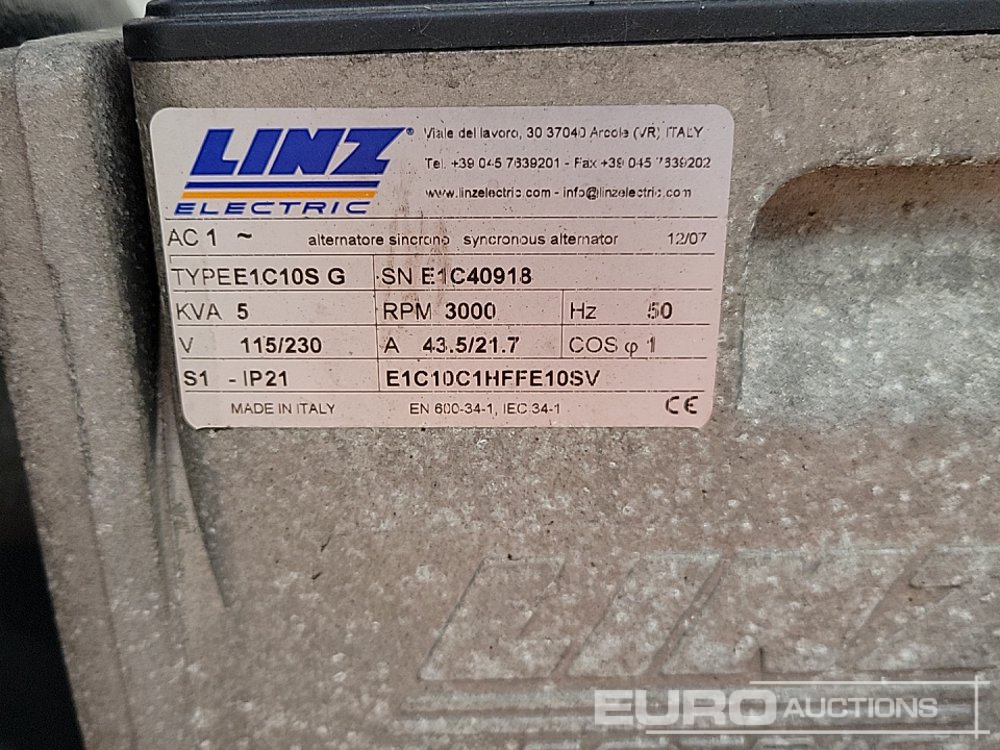 LINZ®
ELECTRIC
Viale del lavoro, 30 37040 Arcole (VR) ITALY
Tel. +39 045 7639201 - Fax +39 045 7639202
www.linzelectric.com - info@linzelectric.com
AC 1 ~ alternatore sincrono syncronous alternator 12/07
TYPE E1C10S G SN E1C40918
KVA 5 RPM 3000 Hz 50
V 115/230 A 43.5/21.7 COS φ 1
S1 - IP21 E1C10C1HFFE10SV
MADE IN ITALY EN 600-34-1, IEC 34-1 CE
LINZ
EURO AUCTIONS